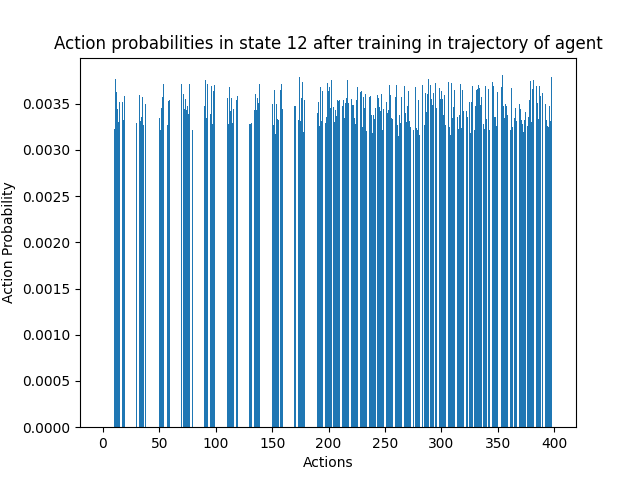 Action probabilities in state 12 after training in trajectory of agent
0.0035
0.0030
0.0025
0.0020
0.0015
0.0010
0.0005
0.0000
Action Probability
0 50 100 150 200 250 300 350 400
Actions